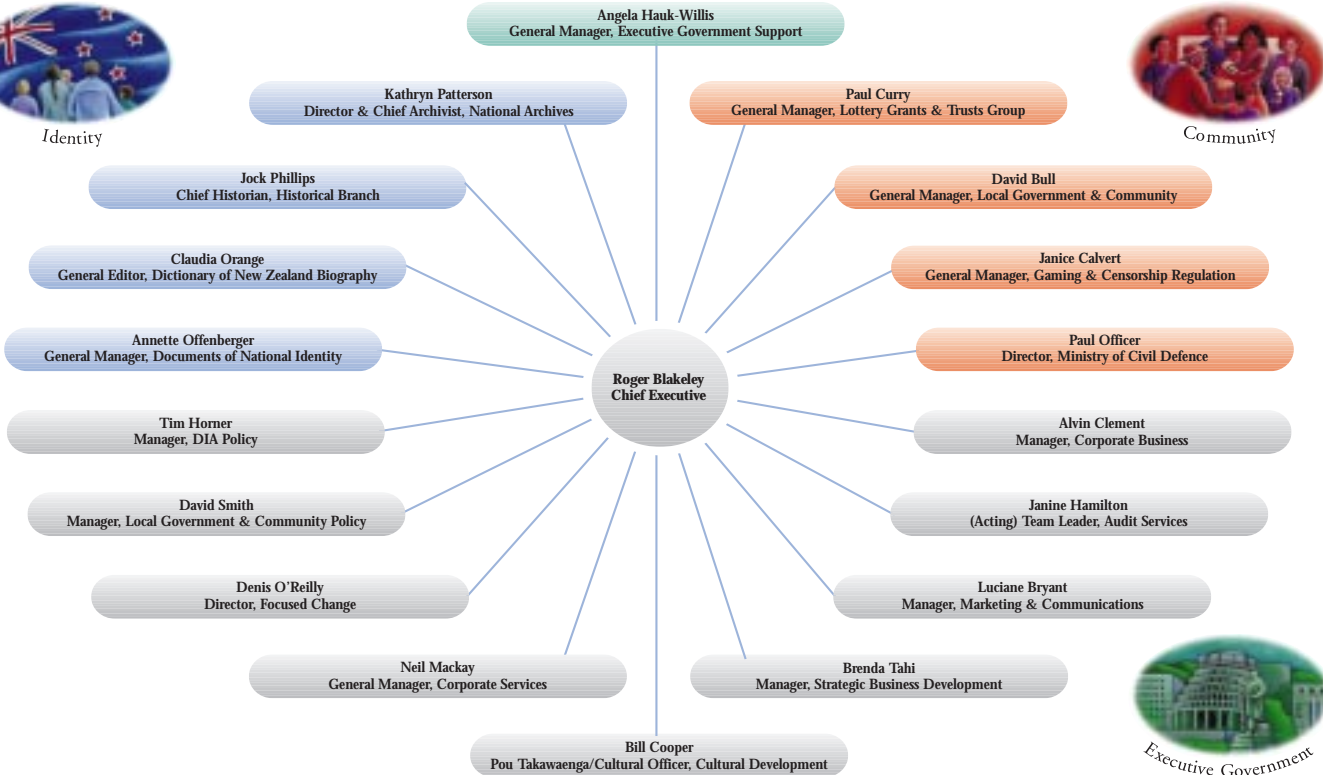 Angela Hauk-Willis
General Manager, Executive Government Support
Kathryn Patterson
Director & Chief Archivist, National Archives
Paul Curry
General Manager, Lottery Grants & Trusts Group
Identity
Community
Jock Phillips
Chief Historian, Historical Branch
David Bull
General Manager, Local Government & Community
Claudia Orange
General Editor, Dictionary of New Zealand Biography
Janice Calvert
General Manager, Gaming & Censorship Regulation
Annette Offenberger
General Manager, Documents of National Identity
Paul Officer
Director, Ministry of Civil Defence
Roger Blakeley
Chief Executive
Tim Horner
Manager, DIA Policy
Alvin Clement
Manager, Corporate Business
David Smith
Manager, Local Government & Community Policy
Janine Hamilton
(Acting) Team Leader, Audit Services
Denis O’Reilly
Director, Focused Change
Luciane Bryant
Manager, Marketing & Communications
Neil Mackay
General Manager, Corporate Services
Brenda Tahi
Manager, Strategic Business Development
Bill Cooper
Pou Takawaenga/Cultural Officer, Cultural Development
Executive Government